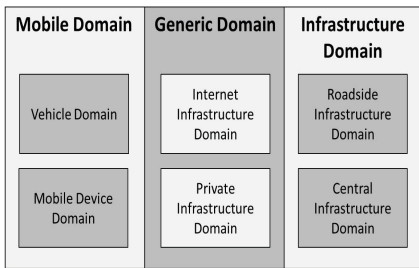 Mobile Domain
Vehicle Domain
Mobile Device
Domain
Generic Domain
Internet
Infrastructure
Domain
Private
Infrastructure
Domain
Infrastructure
Domain
Roadside
Infrastructure
Domain
Central
Infrastructure
Domain